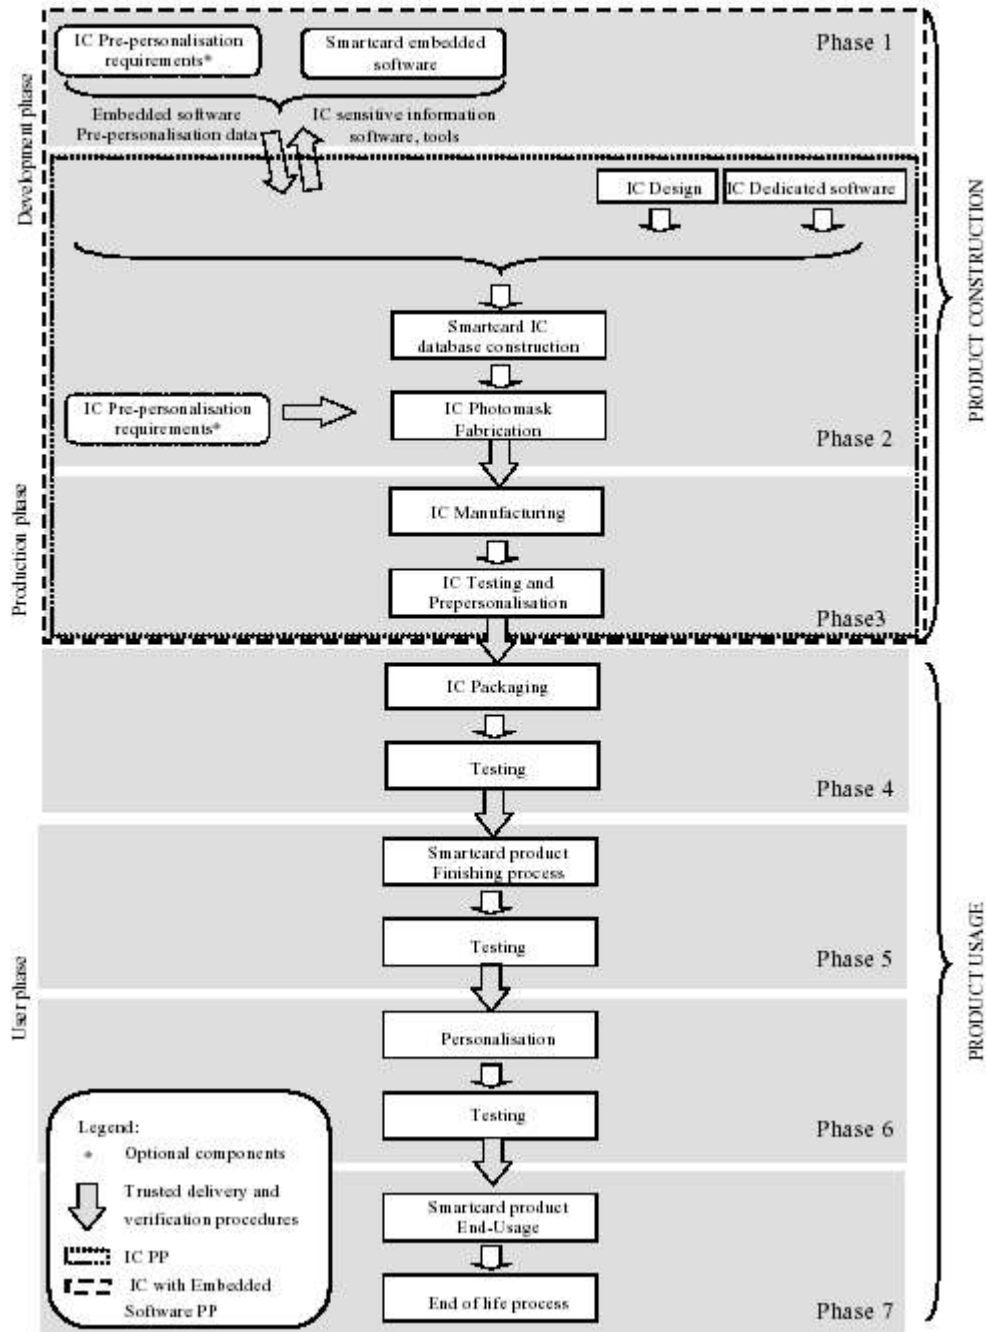 IC Pre-personalisation
requirements*
Smartcard embedded
software
Phase 1
Embedded software
Pre-personalisation data
IC sensitive information
software, tools
Development phase
IC Design
IC Dedicated software
PRODUCT CONSTRUCTION
Smartcard IC
database construction
IC Pre-personalisation
requirements*
IC Photomask
Fabrication
Phase 2
Production phase
IC Manufacturing
IC Testing and
Prepersonalisation
Phase3
IC Packaging
Testing
Phase 4
Smartcard product
Finishing process
Testing
Phase 5
User phase
PRODUCT USAGE
Personalisation
Testing
Phase 6
Legend:
* Optional components
Trusted delivery and
verification procedures
IC PP
IC with Embedded
Software PP
Smartcard product
End-Usage
End of life process
Phase 7